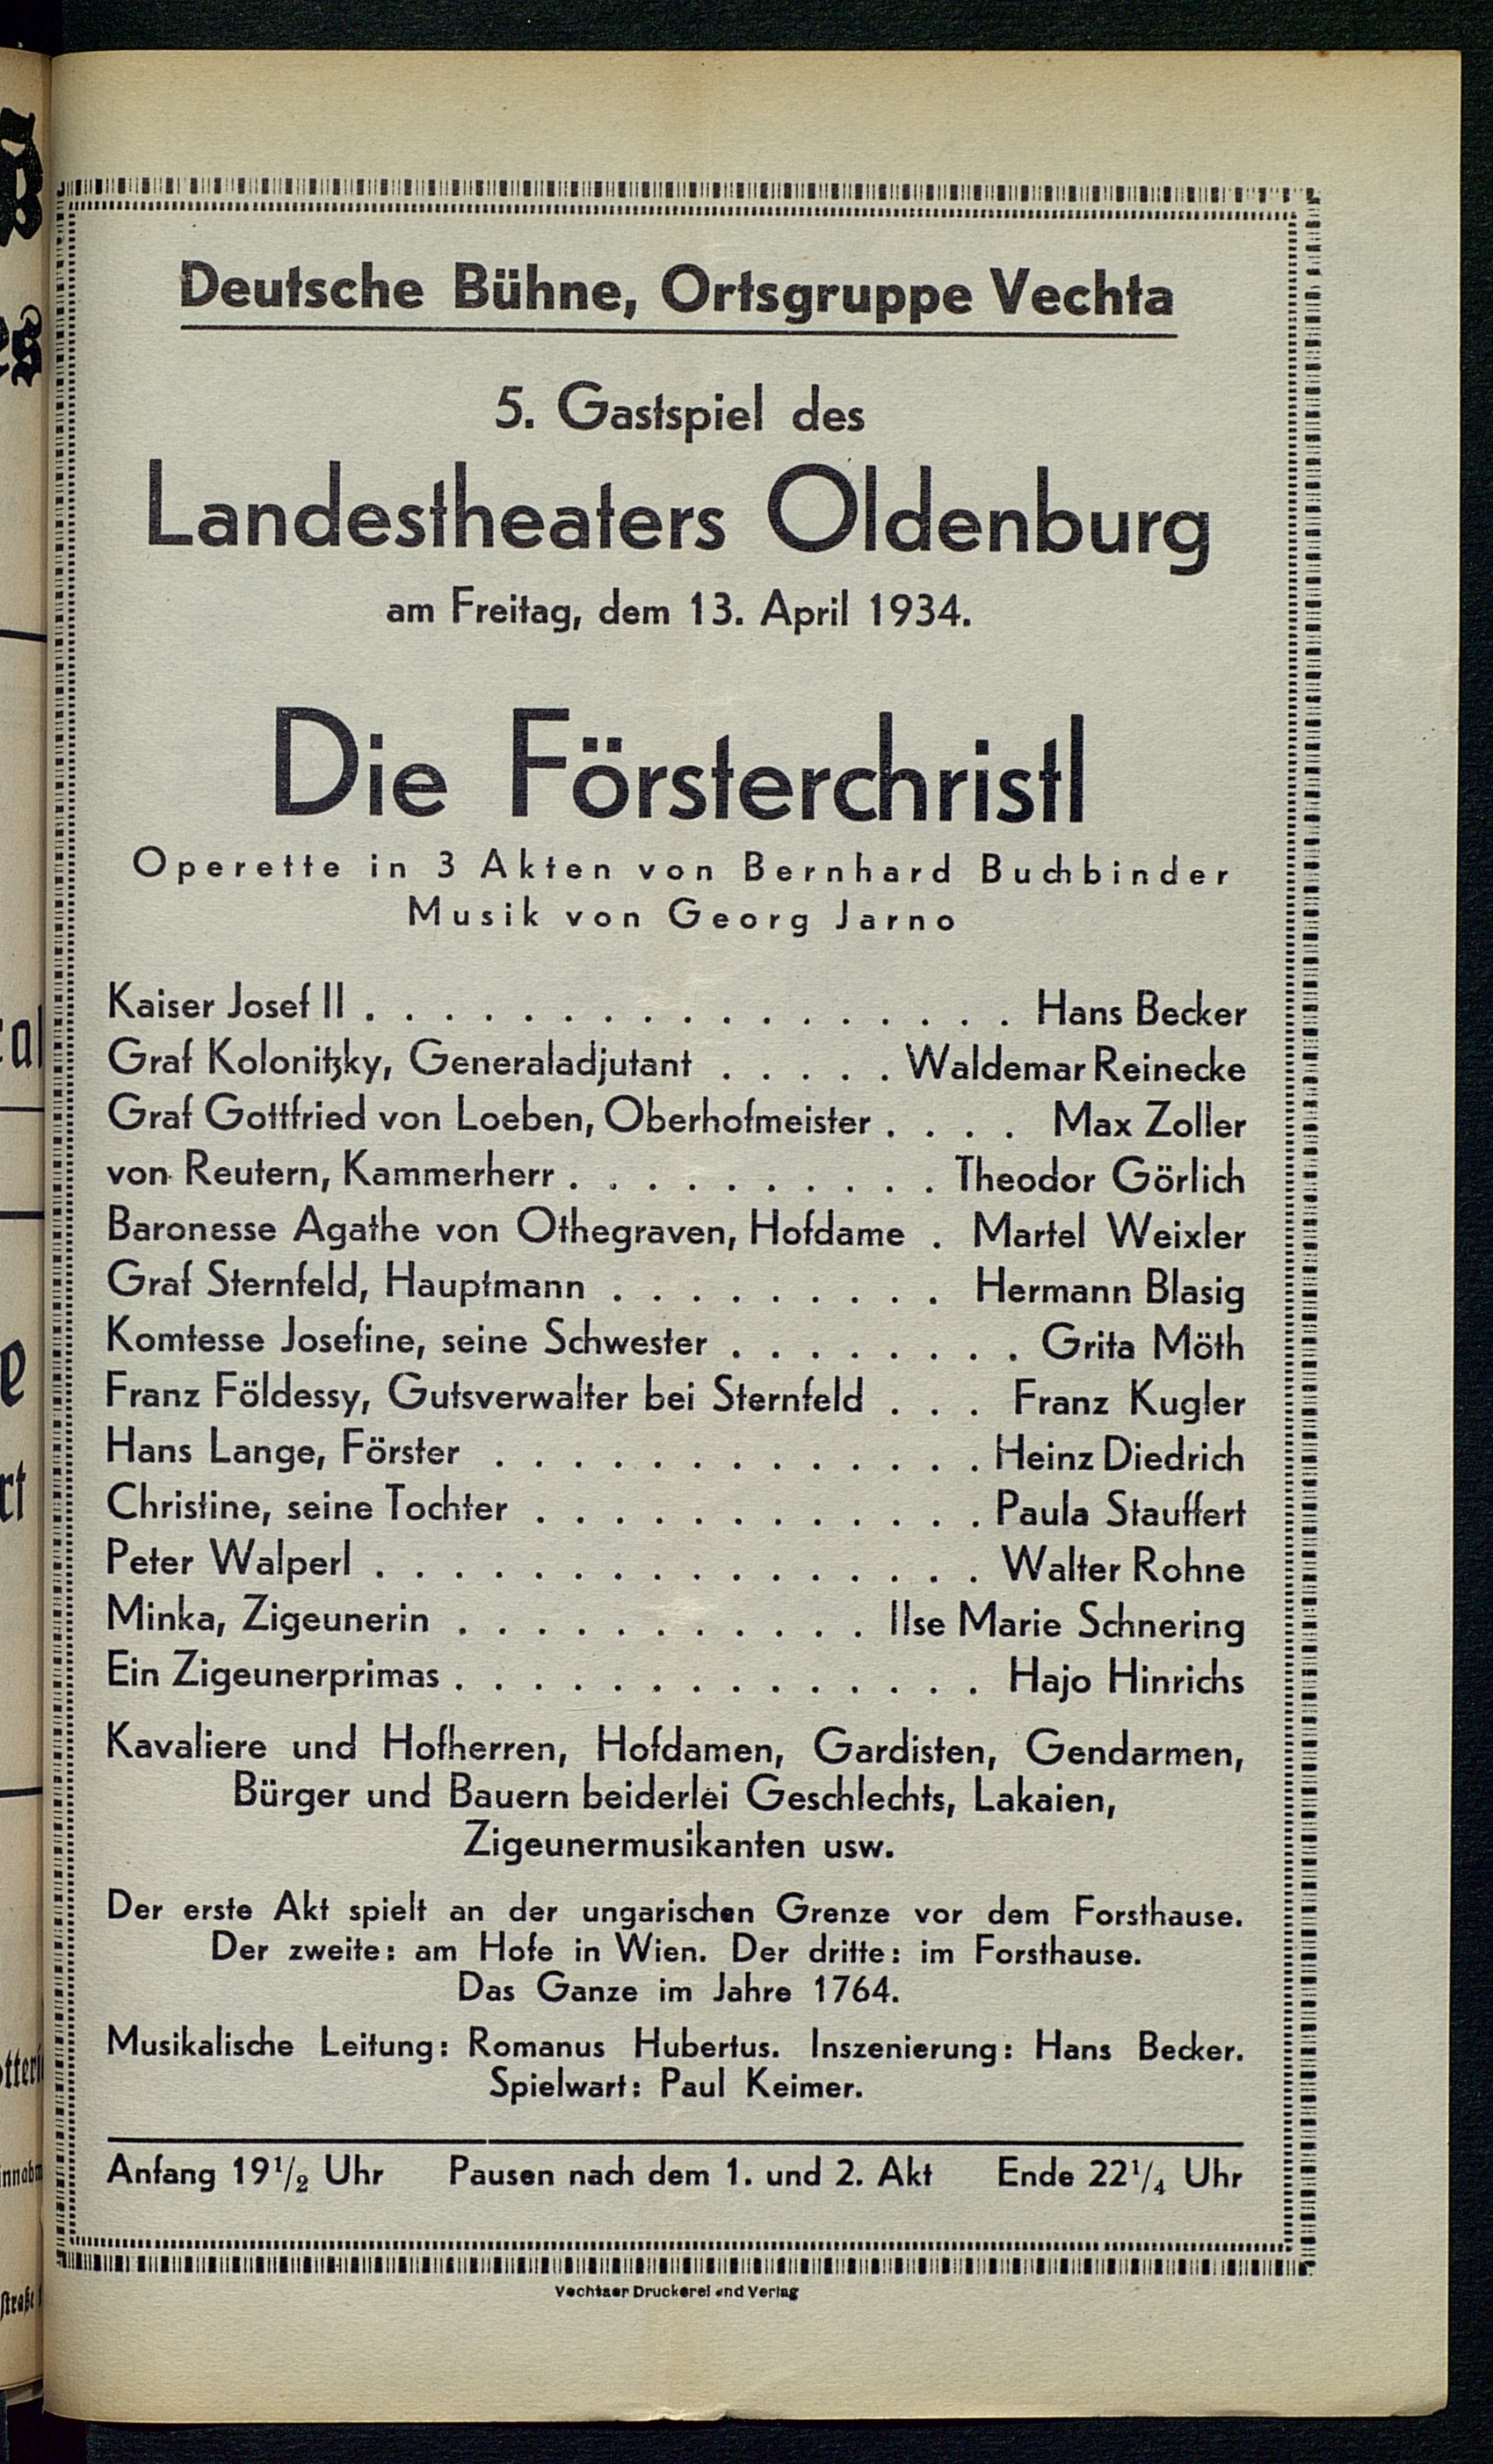 Deutsche Bühne, Ortsgruppe Vechta
5. Gastspiel des
Landestheaters Oldenburg
am Freitag, dem 13. April 1934.
Die Försterchristl
Operette in 3 Akten von Bernhard Buchbinder
Musik von Georg Jarno
Kaiser Josef II . . . . . . . . . . . . . . . . . Hans Becker
Graf Kolonitzky, Generaladjutant . . . . . Waldemar Reinecke
Graf Gottfried von Loeben, Oberhofmeister . . . . Max Zoller
von Reutern, Kammerherr . . . . . . . . . . Theodor Görlich
Baronesse Agathe von Othegraven, Hofdame . Martel Weixler
Graf Sternfeld, Hauptmann . . . . . . . . . Hermann Blasig
Komtesse Josefine, seine Schwester . . . . . . . . Grita Möth
Franz Földessy, Gutsverwalter bei Sternfeld . . . Franz Kugler
Hans Lange, Förster . . . . . . . . . . . . . Heinz Diedrich
Christine, seine Tochter . . . . . . . . . . . . Paula Stauffert
Peter Walperl . . . . . . . . . . . . . . . . Walter Rohne
Minka, Zigeunerin . . . . . . . . . . . Ilse Marie Schnering
Ein Zigeunerprimas . . . . . . . . . . . . . . Hajo Hinrichs
Kavaliere und Hofherren, Hofdamen, Gardisten, Gendarmen,
Bürger und Bauern beiderlei Geschlechts, Lakaien,
Zigeunermusikanten usw.
Der erste Akt spielt an der ungarischen Grenze vor dem Forsthause.
Der zweite: am Hofe in Wien. Der dritte: im Forsthause.
Das Ganze im Jahre 1764.
Musikalische Leitung: Romanus Hubertus. Inszenierung: Hans Becker.
Spielwart: Paul Keimer.
Anfang 19½ Uhr Pausen nach dem 1. und 2. Akt Ende 22¼ Uhr
Vechtaer Druckerei und Verlag